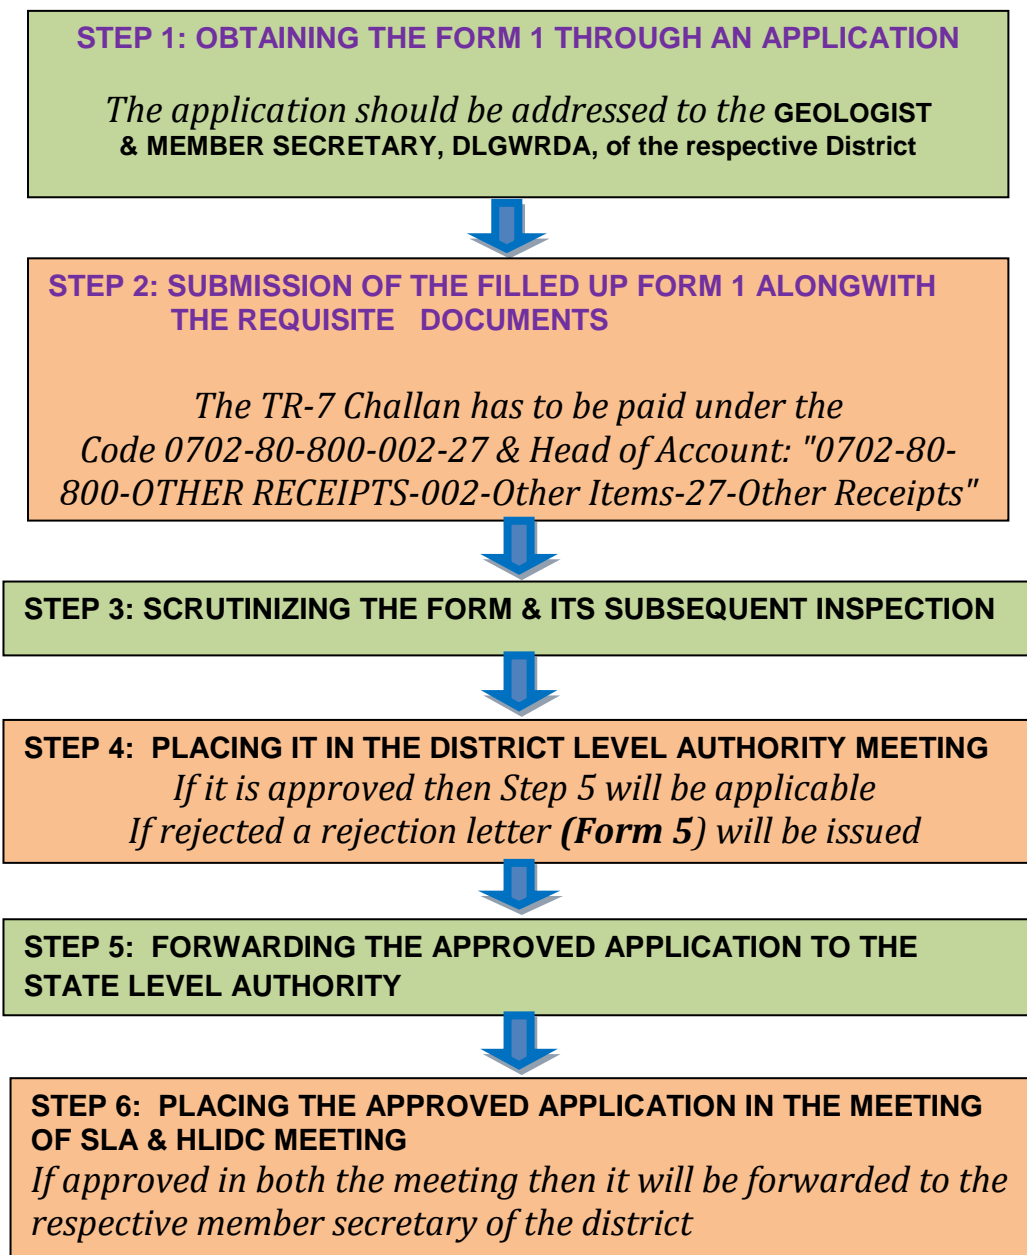 STEP 1: OBTAINING THE FORM 1 THROUGH AN APPLICATION
The application should be addressed to the GEOLOGIST
& MEMBER SECRETARY, DLGWRDA, of the respective District
STEP 2: SUBMISSION OF THE FILLED UP FORM 1 ALONGWITH
THE REQUISITE DOCUMENTS
The TR-7 Challan has to be paid under the
Code 0702-80-800-002-27 & Head of Account: "0702-80-
800-OTHER RECEIPTS-002-Other Items-27-Other Receipts"
STEP 3: SCRUTINIZING THE FORM & ITS SUBSEQUENT INSPECTION
STEP 4: PLACING IT IN THE DISTRICT LEVEL AUTHORITY MEETING
If it is approved then Step 5 will be applicable
If rejected a rejection letter (Form 5) will be issued
STEP 5: FORWARDING THE APPROVED APPLICATION TO THE
STATE LEVEL AUTHORITY
STEP 6: PLACING THE APPROVED APPLICATION IN THE MEETING
OF SLA & HLIDC MEETING
If approved in both the meeting then it will be forwarded to the
respective member secretary of the district